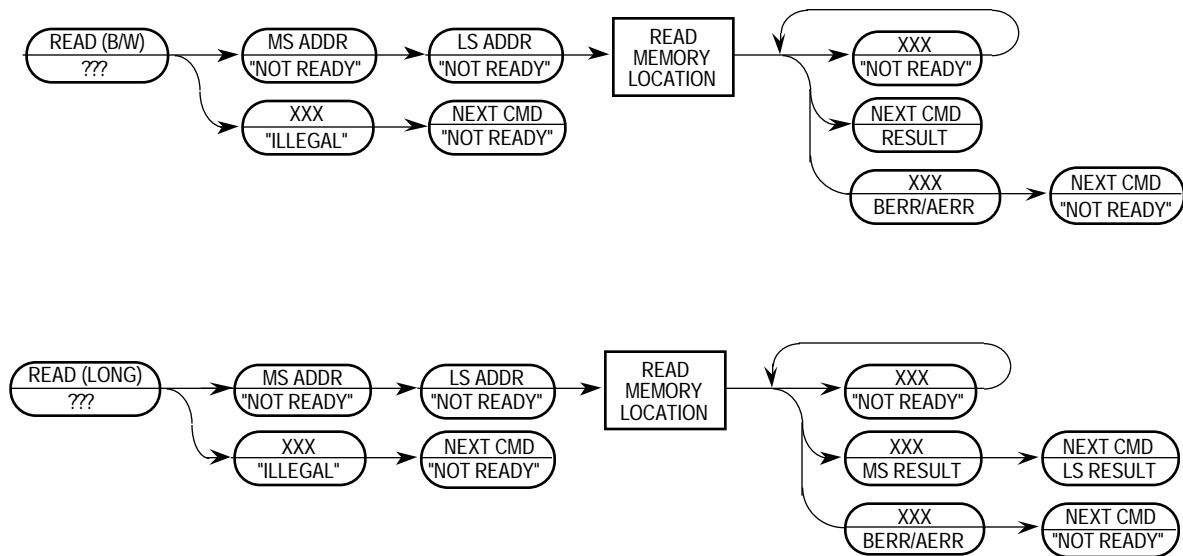 READ (B/W)
???
MS ADDR
"NOT READY"
LS ADDR
"NOT READY"
READ
MEMORY
LOCATION
XXX
"NOT READY"
XXX
"ILLEGAL"
NEXT CMD
"NOT READY"
NEXT CMD
RESULT
XXX
BERR/AERR
NEXT CMD
"NOT READY"
READ (LONG)
???
MS ADDR
"NOT READY"
LS ADDR
"NOT READY"
READ
MEMORY
LOCATION
XXX
"NOT READY"
XXX
"ILLEGAL"
NEXT CMD
"NOT READY"
XXX
MS RESULT
NEXT CMD
LS RESULT
XXX
BERR/AERR
NEXT CMD
"NOT READY"